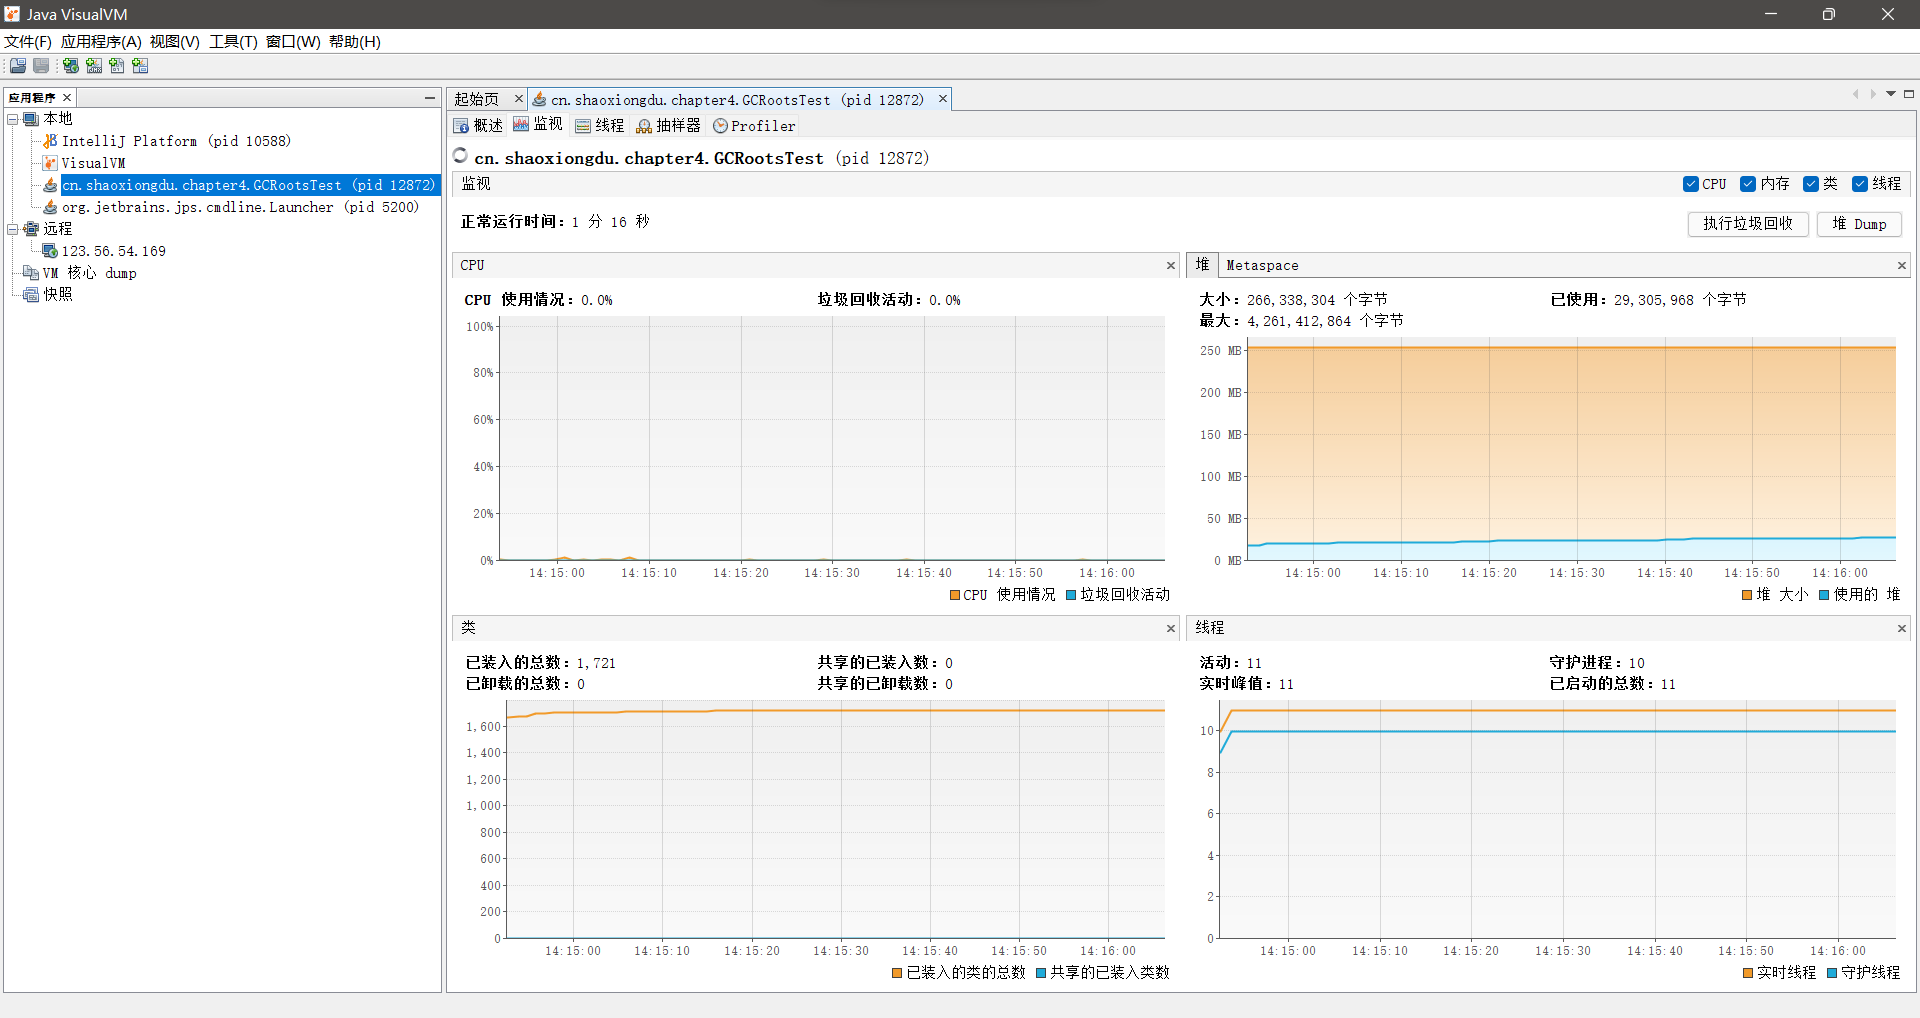 Java VisualVM
文件(F) 应用程序(A) 视图(V) 工具(T) 窗口(W) 帮助(H)
应用程序
本地
IntelliJ Platform (pid 10588)
VisualVM
cn.shaoxiongdu.chapter4.GCRootsTest (pid 12872)
org.jetbrains.jps.cmdline.Launcher (pid 5200)
远程
123.56.54.169
VM 核心 dump
快照
起始页 cn.shaoxiongdu.chapter4.GCRootsTest (pid 12872)
概述 监视 线程 抽样器 Profiler
cn.shaoxiongdu.chapter4.GCRootsTest (pid 12872)
监视 CPU 内存 类 线程
正常运行时间: 1 分 16 秒 执行垃圾回收 堆 Dump
CPU
CPU 使用情况: 0.0% 垃圾回收活动: 0.0%
100%
80%
60%
40%
20%
0%
14:15:00 14:15:10 14:15:20 14:15:30 14:15:40 14:15:50 14:16:00
CPU 使用情况 垃圾回收活动
堆 Metaspace
大小: 266,338,304 个字节 已使用: 29,305,968 个字节
最大: 4,261,412,864 个字节
250 MB
200 MB
150 MB
100 MB
50 MB
0 MB
14:15:00 14:15:10 14:15:20 14:15:30 14:15:40 14:15:50 14:16:00
堆 大小 使用的 堆
类
已装入的总数: 1,721 共享的已装入数: 0
已卸载的总数: 0 共享的已卸载数: 0
1,600
1,400
1,200
1,000
800
600
400
200
0
14:15:00 14:15:10 14:15:20 14:15:30 14:15:40 14:15:50 14:16:00
已装入的类的总数 共享的已装入类数
线程
活动: 11 守护进程: 10
实时峰值: 11 已启动的总数: 11
10
8
6
4
2
0
14:15:00 14:15:10 14:15:20 14:15:30 14:15:40 14:15:50 14:16:00
实时线程 守护线程